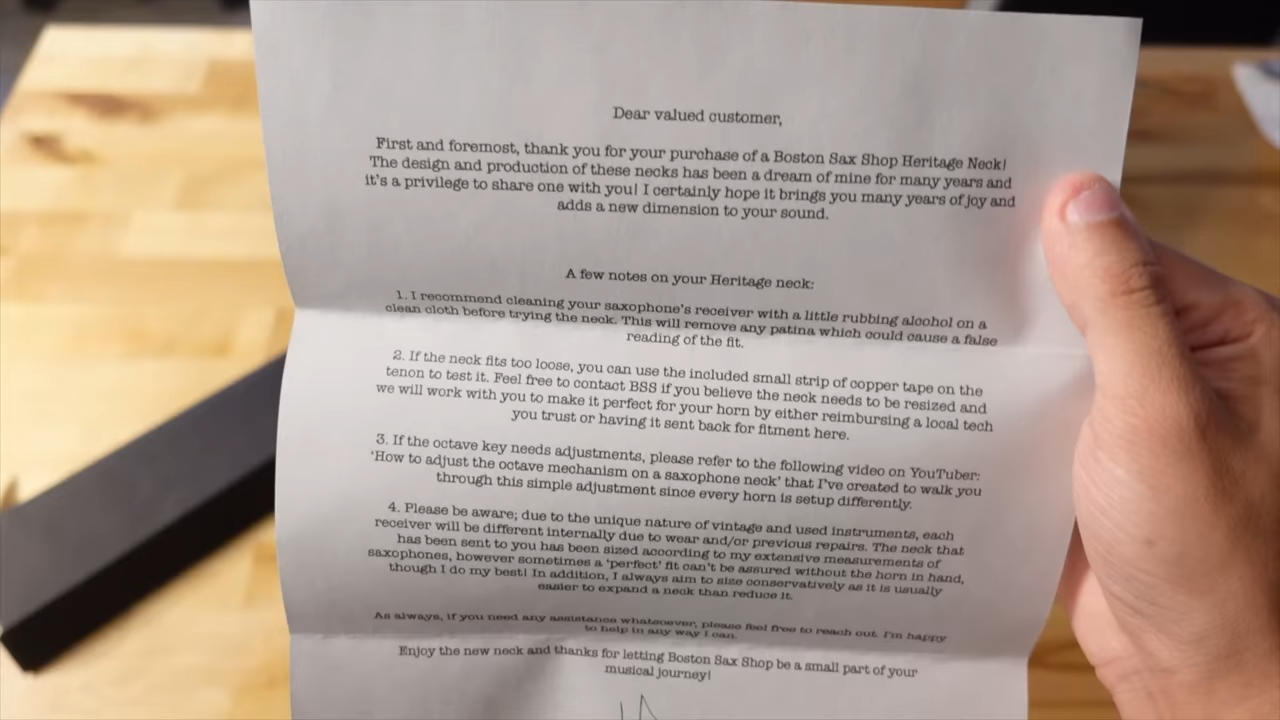 Dear valued customer,
First and foremost, thank you for your purchase of a Boston Sax Shop Heritage Neck!
The design and production of these necks has been a dream of mine for many years and
it's a privilege to share one with you! I certainly hope it brings you many years of joy and
adds a new dimension to your sound.
A few notes on your Heritage neck:
1. I recommend cleaning your saxophone's receiver with a little rubbing alcohol on a
clean cloth before trying the neck. This will remove any patina which could cause a false
reading of the fit.
2. If the neck fits too loose, you can use the included small strip of copper tape on the
tenon to test it. Feel free to contact BSS if you believe the neck needs to be resized and
we will work with you to make it perfect for your horn by either reimbursing a local tech
you trust or having it sent back for fitment here.
3. If the octave key needs adjustments, please refer to the following video on YouTuber:
'How to adjust the octave mechanism on a saxophone neck' that I've created to walk you
through this simple adjustment since every horn is setup differently.
4. Please be aware; due to the unique nature of vintage and used instruments, each
receiver will be different internally due to wear and/or previous repairs. The neck that
has been sent to you has been sized according to my extensive measurements of
saxophones, however sometimes a 'perfect' fit can't be assured without the horn in hand,
though I do my best! In addition, I always aim to size conservatively as it is usually
easier to expand a neck than reduce it.
As always, if you need any assistance whatsoever, please feel free to reach out. I'm happy
to help in any way I can.
Enjoy the new neck and thanks for letting Boston Sax Shop be a small part of your
musical journey!